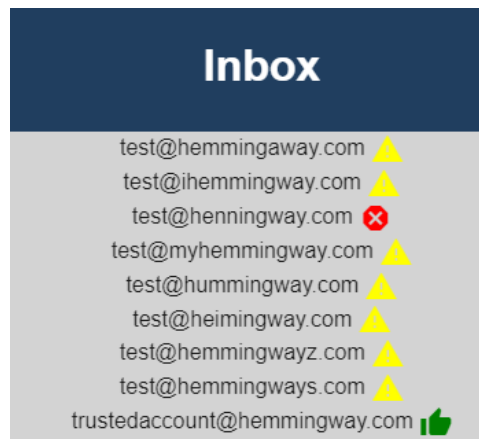 Inbox
test@hemmingaway.com
test@ihemmingway.com
test@henningway.com
test@myhemmingway.com
test@hummingway.com
test@heimingway.com
test@hemmingwayz.com
test@hemmingways.com
trustedaccount@hemmingway.com